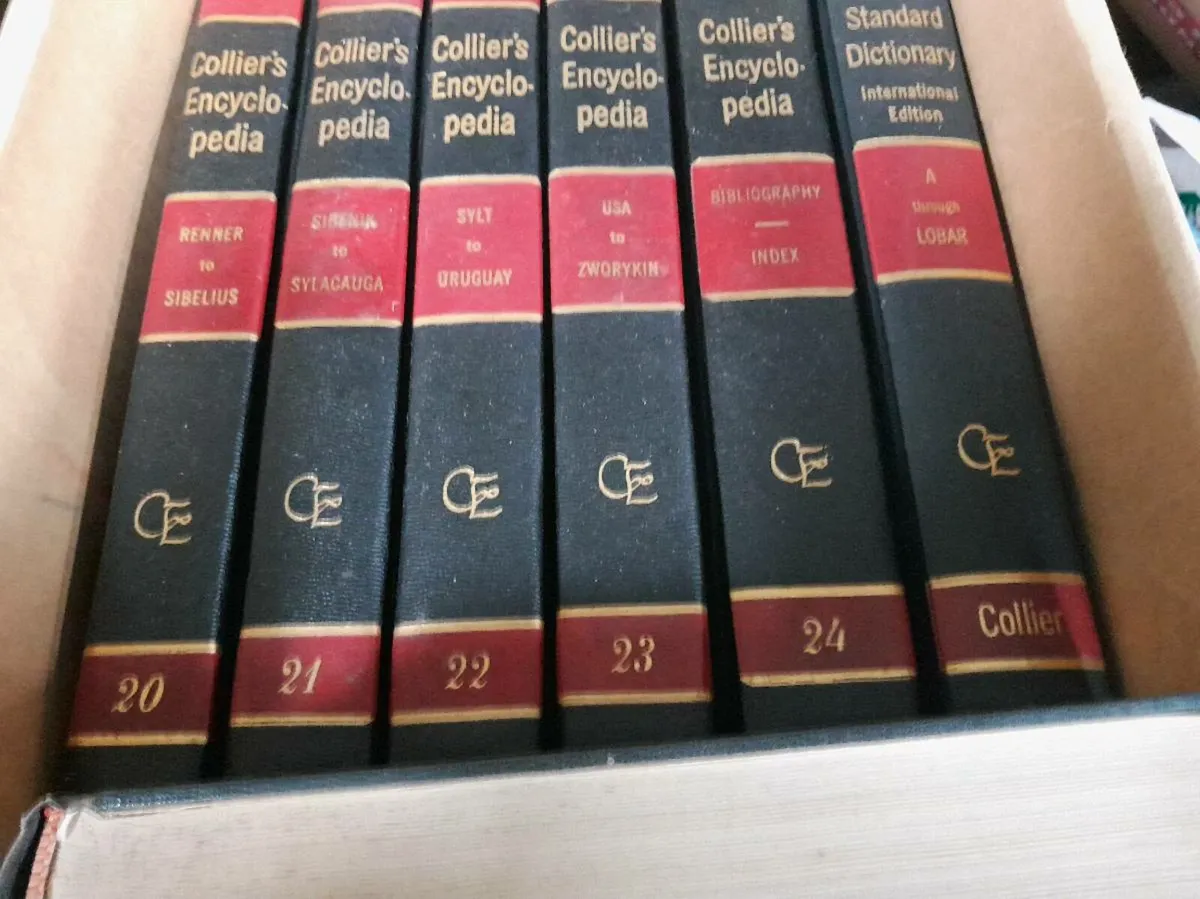 Collier's
Encyclo-
pedia
RENNER
to
SIBELIUS
CE
20
Collier's
Encyclo-
pedia
SIBENIK
to
SYLACAUGA
CE
21
Collier's
Encyclo-
pedia
SYLT
to
URUGUAY
CE
22
Collier's
Encyclo-
pedia
USA
to
ZWORYKIN
CE
23
Collier's
Encyclo-
pedia
BIBLIOGRAPHY
INDEX
CE
24
Standard
Dictionary
International
Edition
A
through
LOBAR
CE
Collier